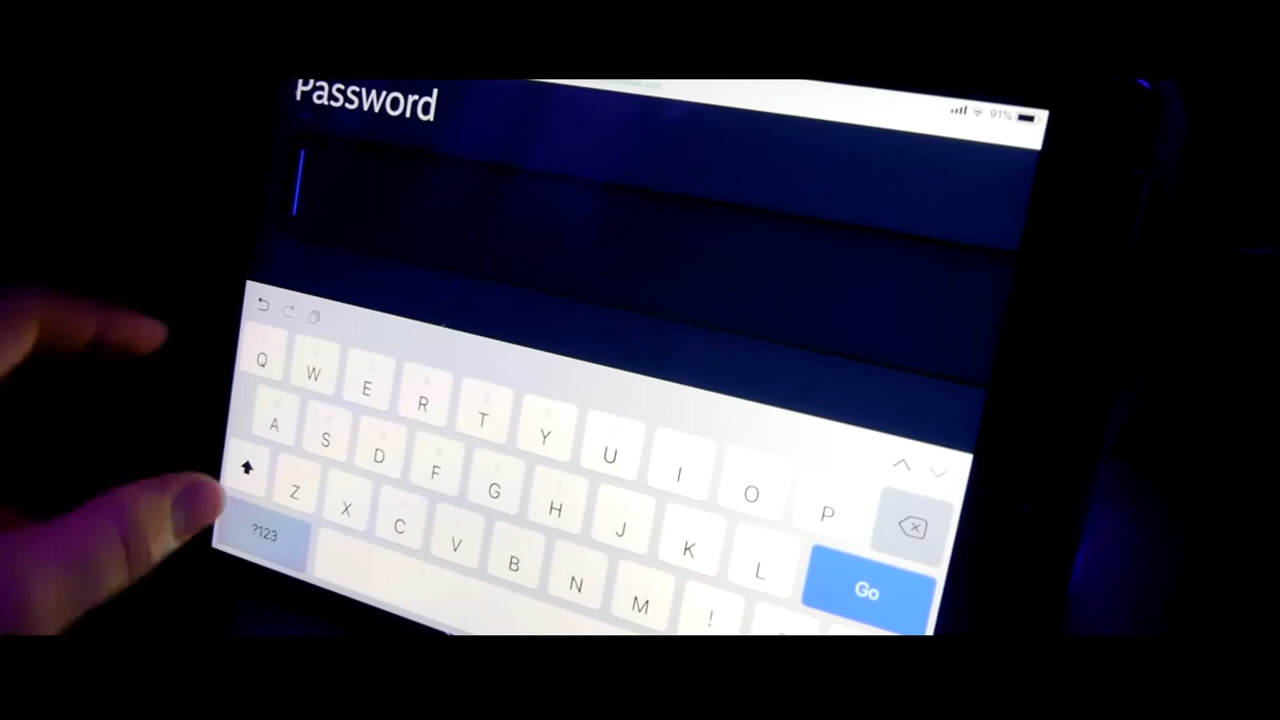 Password
91%
Q W E R T Y U I O P
A S D F G H J K L Go
Z X C V B N M !
?123